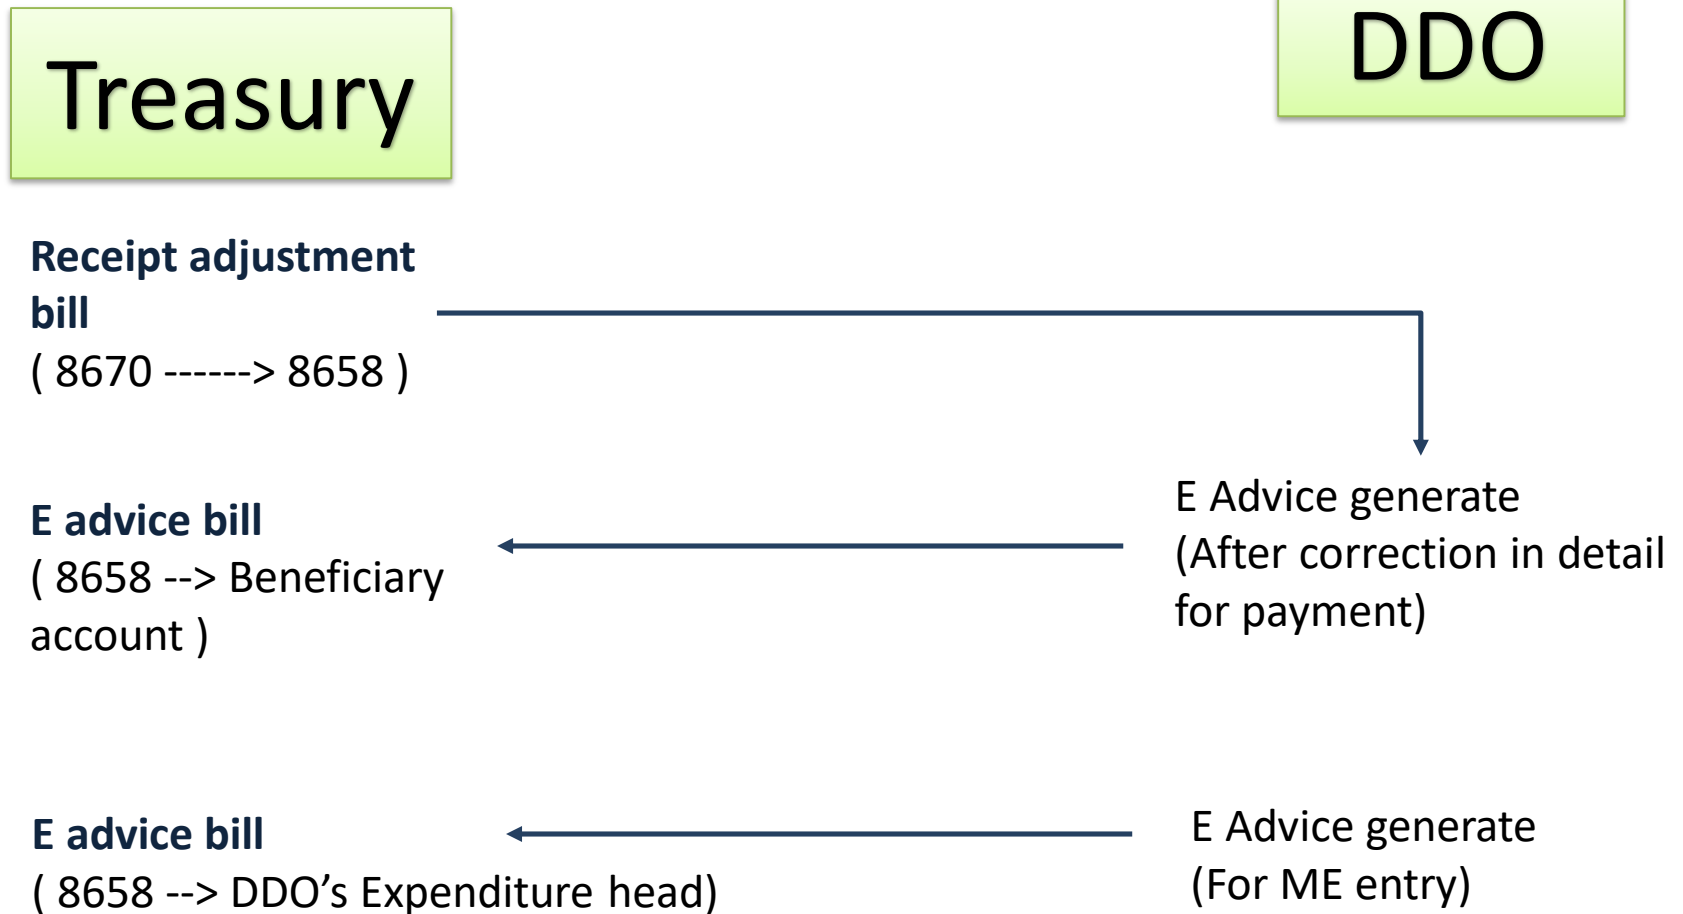 Treasury
DDO
Receipt adjustment
bill
( 8670 ------> 8658 )
E Advice generate
(After correction in detail
for payment)
E advice bill
( 8658 --> Beneficiary
account )
E Advice generate
(For ME entry)
E advice bill
( 8658 --> DDO’s Expenditure head)